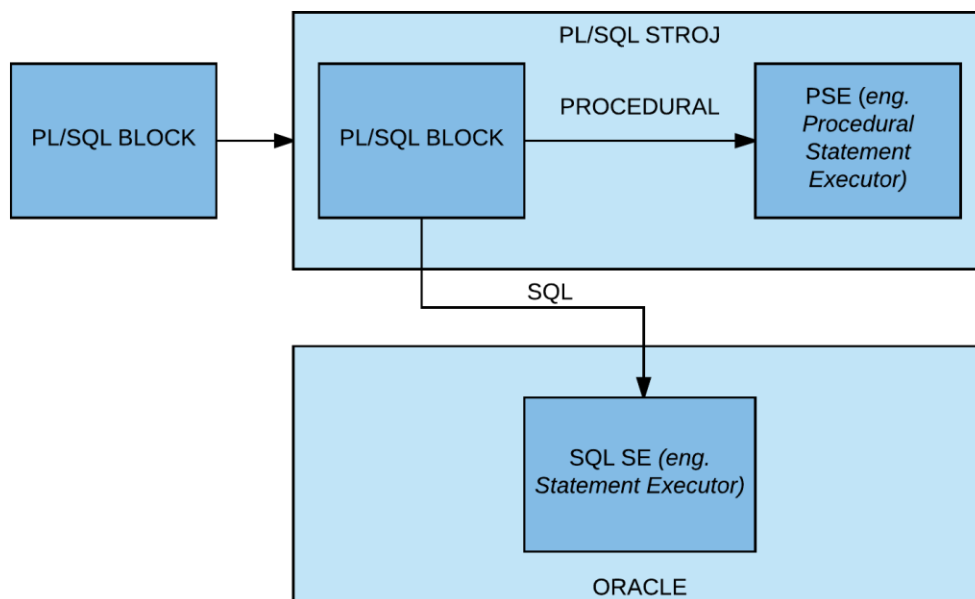 PL/SQL STROJ
PL/SQL BLOCK
PL/SQL BLOCK
PROCEDURAL
PSE (eng.
Procedural
Statement
Executor)
SQL
SQL SE (eng.
Statement Executor)
ORACLE